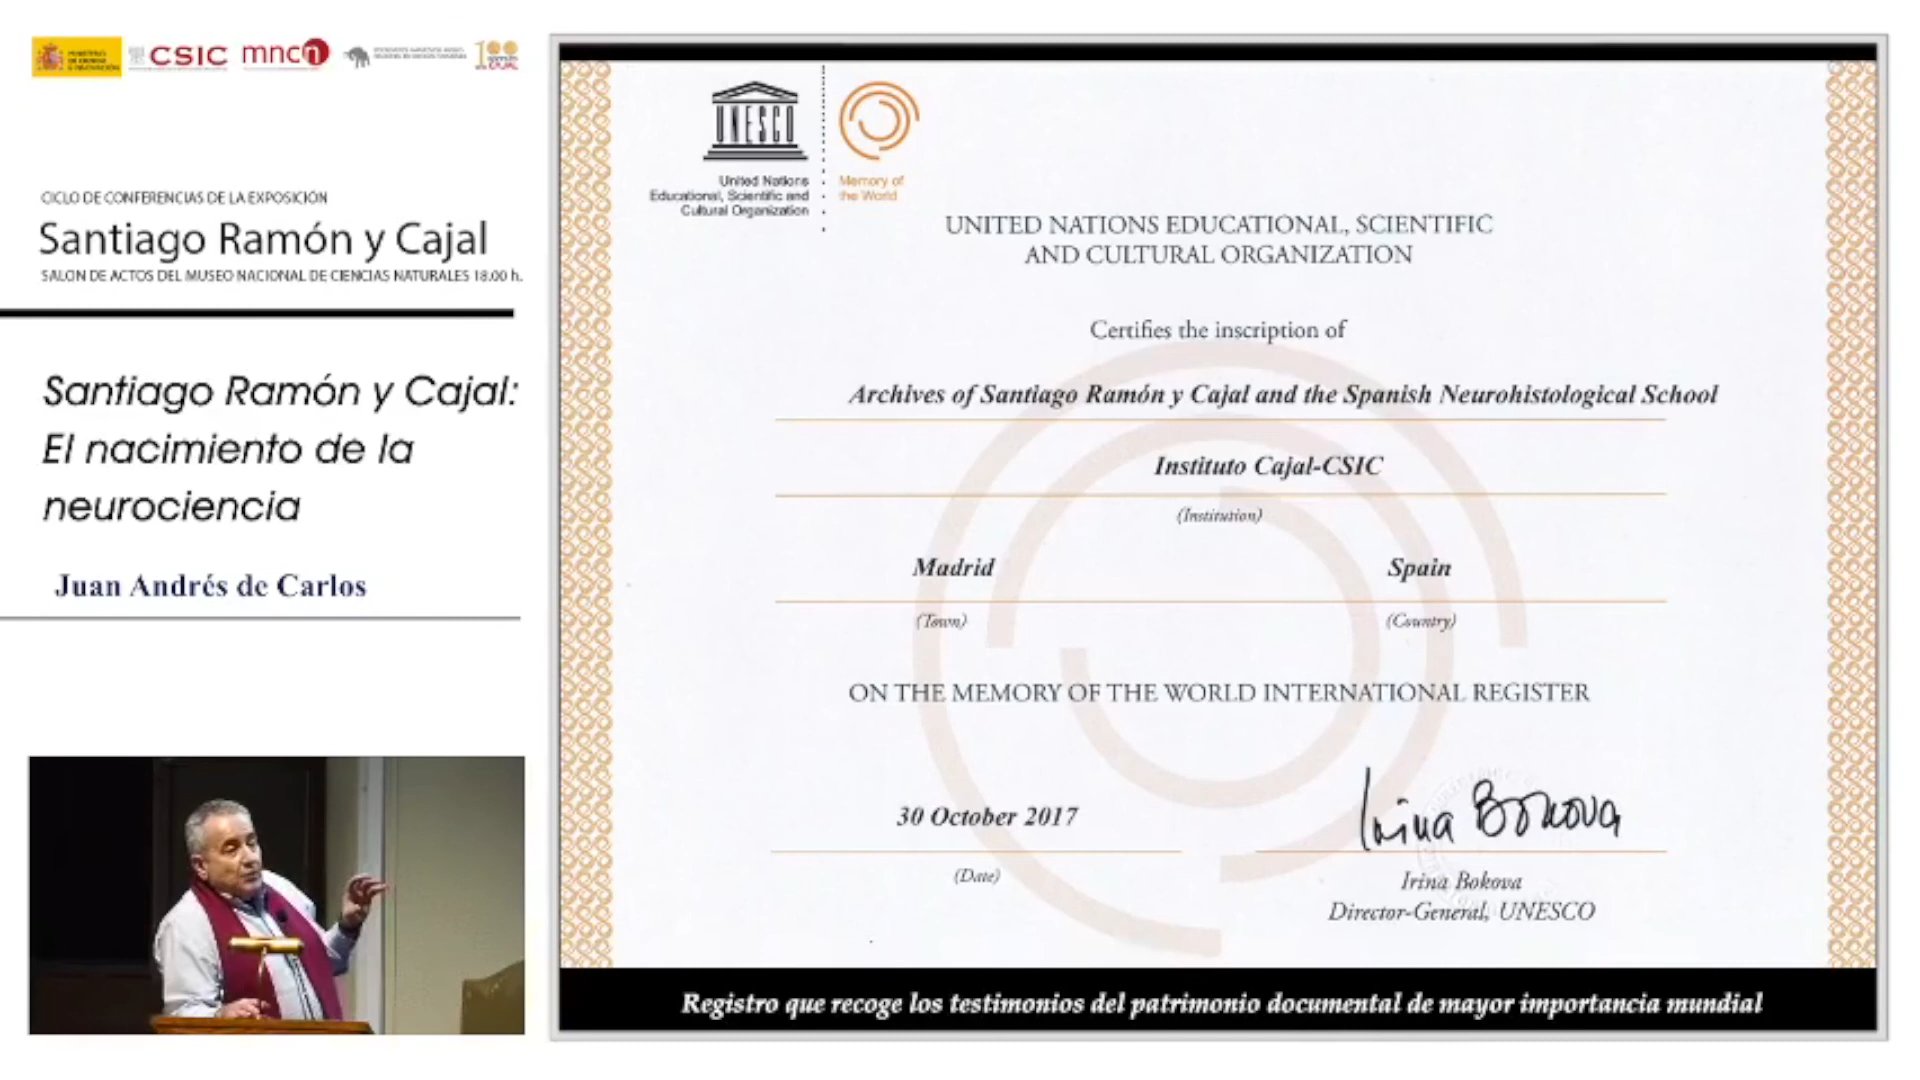 CSIC
mncn
100
CICLO DE CONFERENCIAS DE LA EXPOSICIÓN
Santiago Ramón y Cajal
SALON DE ACTOS DEL MUSEO NACIONAL DE CIENCIAS NATURALES 18.00 h.
Santiago Ramón y Cajal:
El nacimiento de la
neurociencia
Juan Andrés de Carlos
UNESCO
United Nations
Educational, Scientific and
Cultural Organization
Memory of
the World
UNITED NATIONS EDUCATIONAL, SCIENTIFIC
AND CULTURAL ORGANIZATION
Certifies the inscription of
Archives of Santiago Ramón y Cajal and the Spanish Neurohistological School
Instituto Cajal-CSIC
(Institution)
Madrid Spain
(Town) (Country)
ON THE MEMORY OF THE WORLD INTERNATIONAL REGISTER
30 October 2017
(Date)
Irina Bokova
Irina Bokova
Director-General, UNESCO
Registro que recoge los testimonios del patrimonio documental de mayor importancia mundial